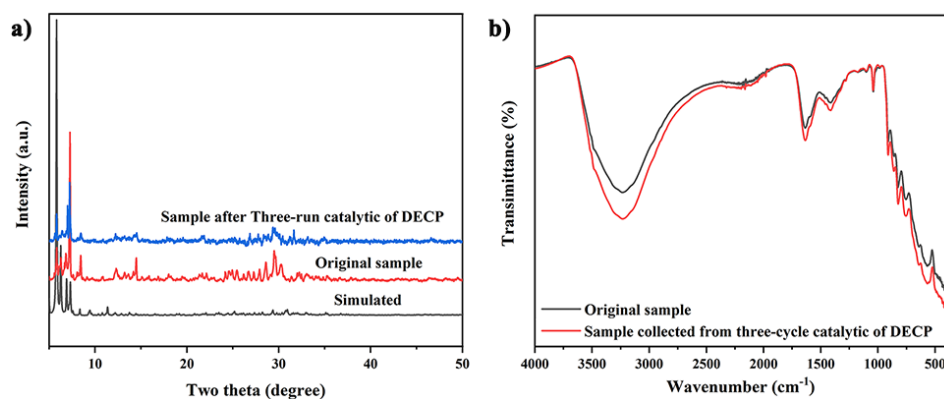 a)
Intensity (a.u.)
Sample after Three-run catalytic of DECP
Original sample
Simulated
10 20 30 40 50
Two theta (degree)
b)
Transimittance (%)
Original sample
Sample collected from three-cycle catalytic of DECP
4000 3500 3000 2500 2000 1500 1000 500
Wavenumber (cm⁻¹)